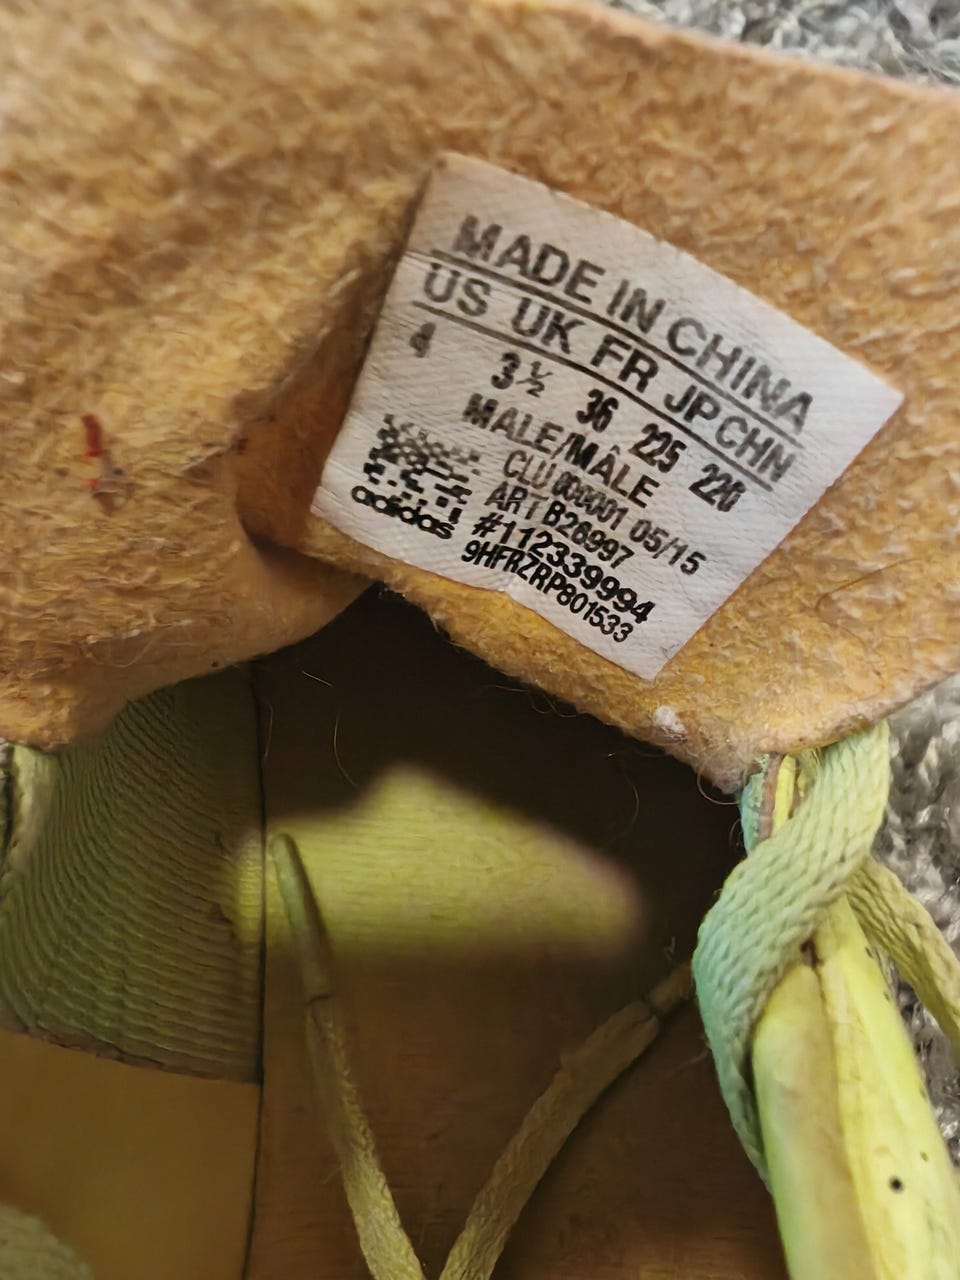 MADE IN CHINA
US UK FR JP CHN
4 3½ 36 225 220
MALE/MÂLE
CLU 000001 05/15
ART B26997
#112339994
9HFRZRP801533
adidas